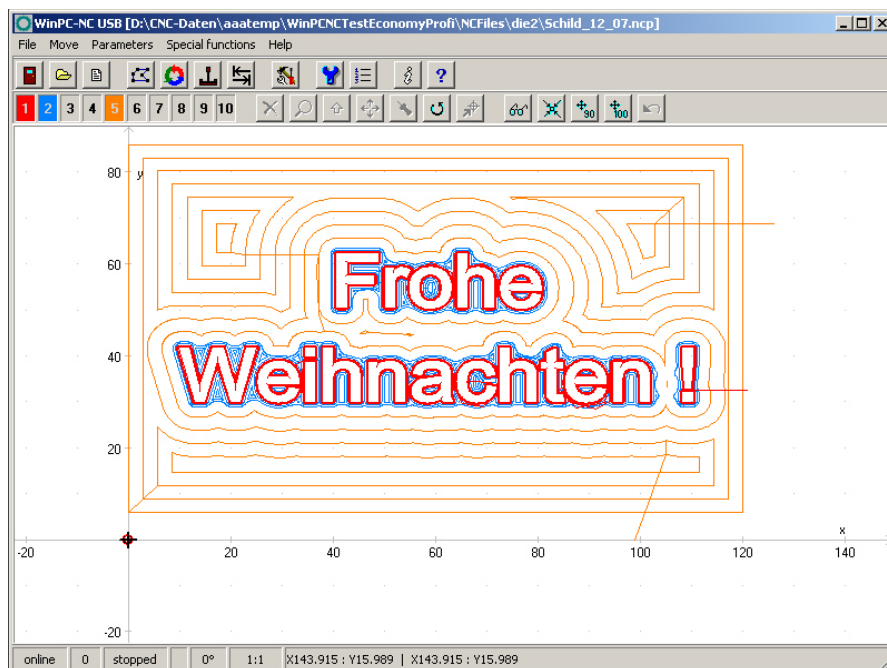 WinPC-NC USB [D:\CNC-Daten\aaatemp\WinPCNCTestEconomyProfi\NCFiles\die2\Schild_12_07.ncp]
File Move Parameters Special functions Help
1 2 3 4 5 6 7 8 9 10 90 100
80 y
60
Frohe
40
Weihnachten !
20
x
-20 20 40 60 80 100 120 140
-20
online 0 stopped 0° 1:1 X143.915 : Y15.989 | X143.915 : Y15.989